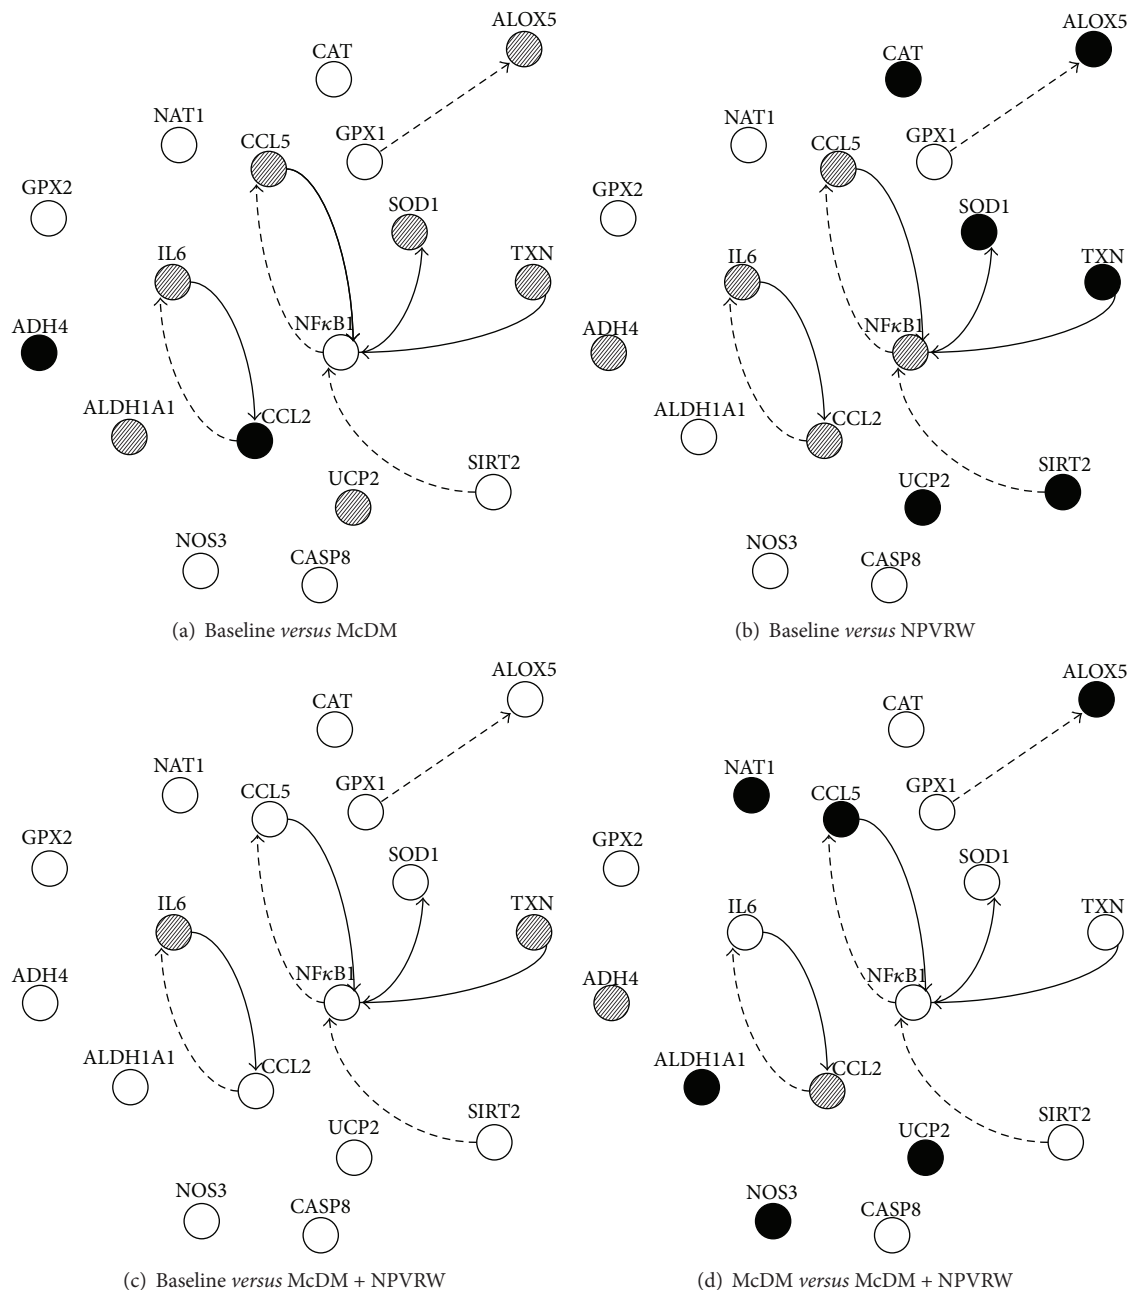 ALOX5
CAT
NAT1
GPX1
CCL5
GPX2
SOD1
IL6
TXN
NFκB1
ADH4
ALDH1A1
CCL2
SIRT2
UCP2
NOS3
CASP8
(a) Baseline versus McDM
ALOX5
CAT
NAT1
GPX1
CCL5
GPX2
SOD1
IL6
TXN
NFκB1
ADH4
ALDH1A1
CCL2
SIRT2
UCP2
NOS3
CASP8
(b) Baseline versus NPVRW
ALOX5
CAT
NAT1
GPX1
CCL5
GPX2
SOD1
IL6
TXN
NFκB1
ADH4
ALDH1A1
CCL2
SIRT2
UCP2
NOS3
CASP8
(c) Baseline versus McDM + NPVRW
ALOX5
CAT
NAT1
GPX1
CCL5
GPX2
SOD1
IL6
TXN
NFκB1
ADH4
ALDH1A1
CCL2
SIRT2
UCP2
NOS3
CASP8
(d) McDM versus McDM + NPVRW